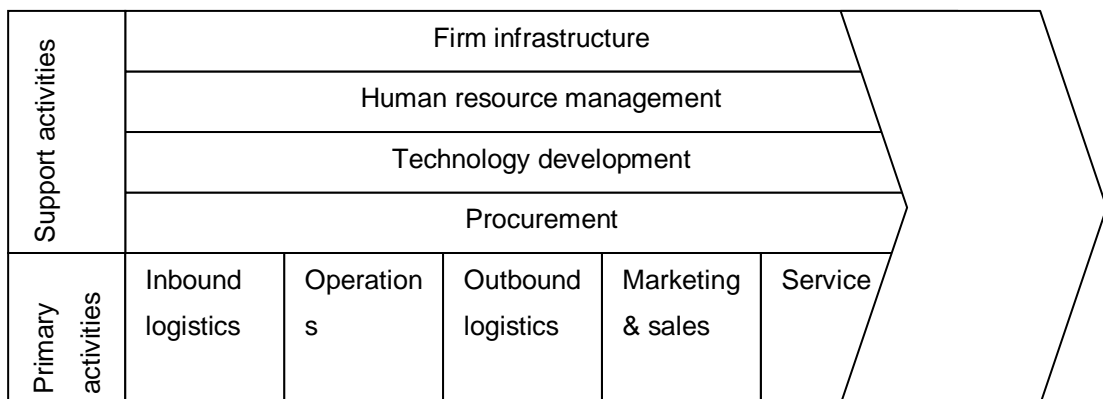 Support activities
Firm infrastructure
Human resource management
Technology development
Procurement
Primary
activities
Inbound
logistics
Operation
s
Outbound
logistics
Marketing
& sales
Service